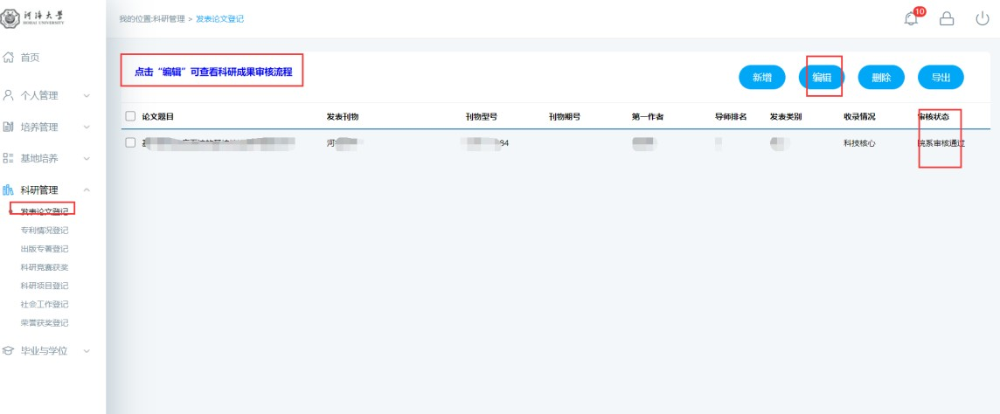 河海大学
HOHAI UNIVERSITY
我的位置:科研管理 > 发表论文登记
10
首页
个人管理
培养管理
基地培养
科研管理
发表论文登记
专利情况登记
出版专著登记
科研竞赛获奖
科研项目登记
社会工作登记
荣誉获奖登记
毕业与学位
点击“编辑”可查看科研成果审核流程
新增 编辑 删除 导出
论文题目 发表刊物 刊物型号 刊物期号 第一作者 导师排名 发表类别 收录情况 审核状态
河 84 科技核心 院系审核通过